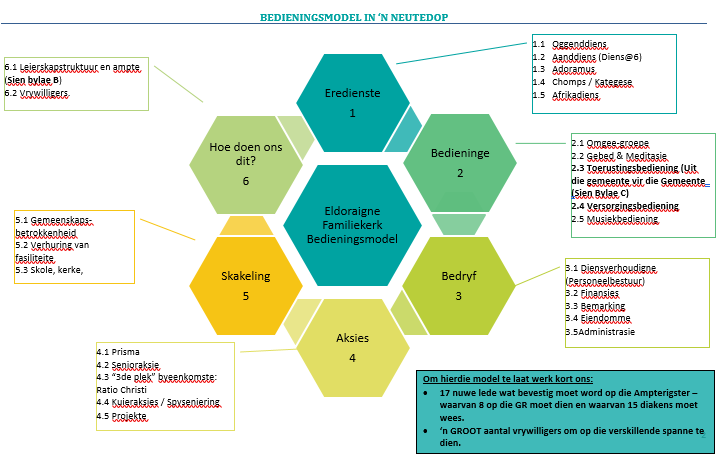 BEDIENINGSMODEL IN ‘N NEUTEDOP
6.1 Leierskapstruktuur en ampte
(Sien bylae B)
6.2 Vrywilligers.
Eredienste
1
1.1 Oggenddiens
1.2 Aanddiens (Diens@6)
1.3 Adoramus
1.4 Chomps / Kategese
1.5 Afrikadiens
Hoe doen ons
dit?
6
Bedieninge
2
2.1 Omgee-groepe
2.2 Gebed & Meditasie
2.3 Toerustingsbediening (Uit
die gemeente vir die Gemeente
(Sien Bylae C)
2.4 Versorgingsbediening
2.5 Musiekbediening
Eldoraigne
Familiekerk
Bedieningsmodel
5.1 Gemeenskaps-
betrokkenheid
5.2 Verhuring van
fasiliteite
5.3 Skole, kerke,
Skakeling
5
Bedryf
3
3.1 Diensverhoudigne
(Personeelbestuur)
3.2 Finansies
3.3 Bemarking
3.4 Eiendomme
3.5Administrasie
Aksies
4
4.1 Prisma
4.2 Senioraksie
4.3 “3de plek” byeenkomste:
Ratio Christi
4.4 Kuieraksies / Spyseniering
4.5 Projekte
Om hierdie model te laat werk kort ons:
• 17 nuwe lede wat bevestig moet word op die Ampterigster –
waarvan 8 op die GR moet dien en waarvan 15 diakens moet
wees.
• ‘n GROOT aantal vrywilligers om op die verskillende spanne te
dien.